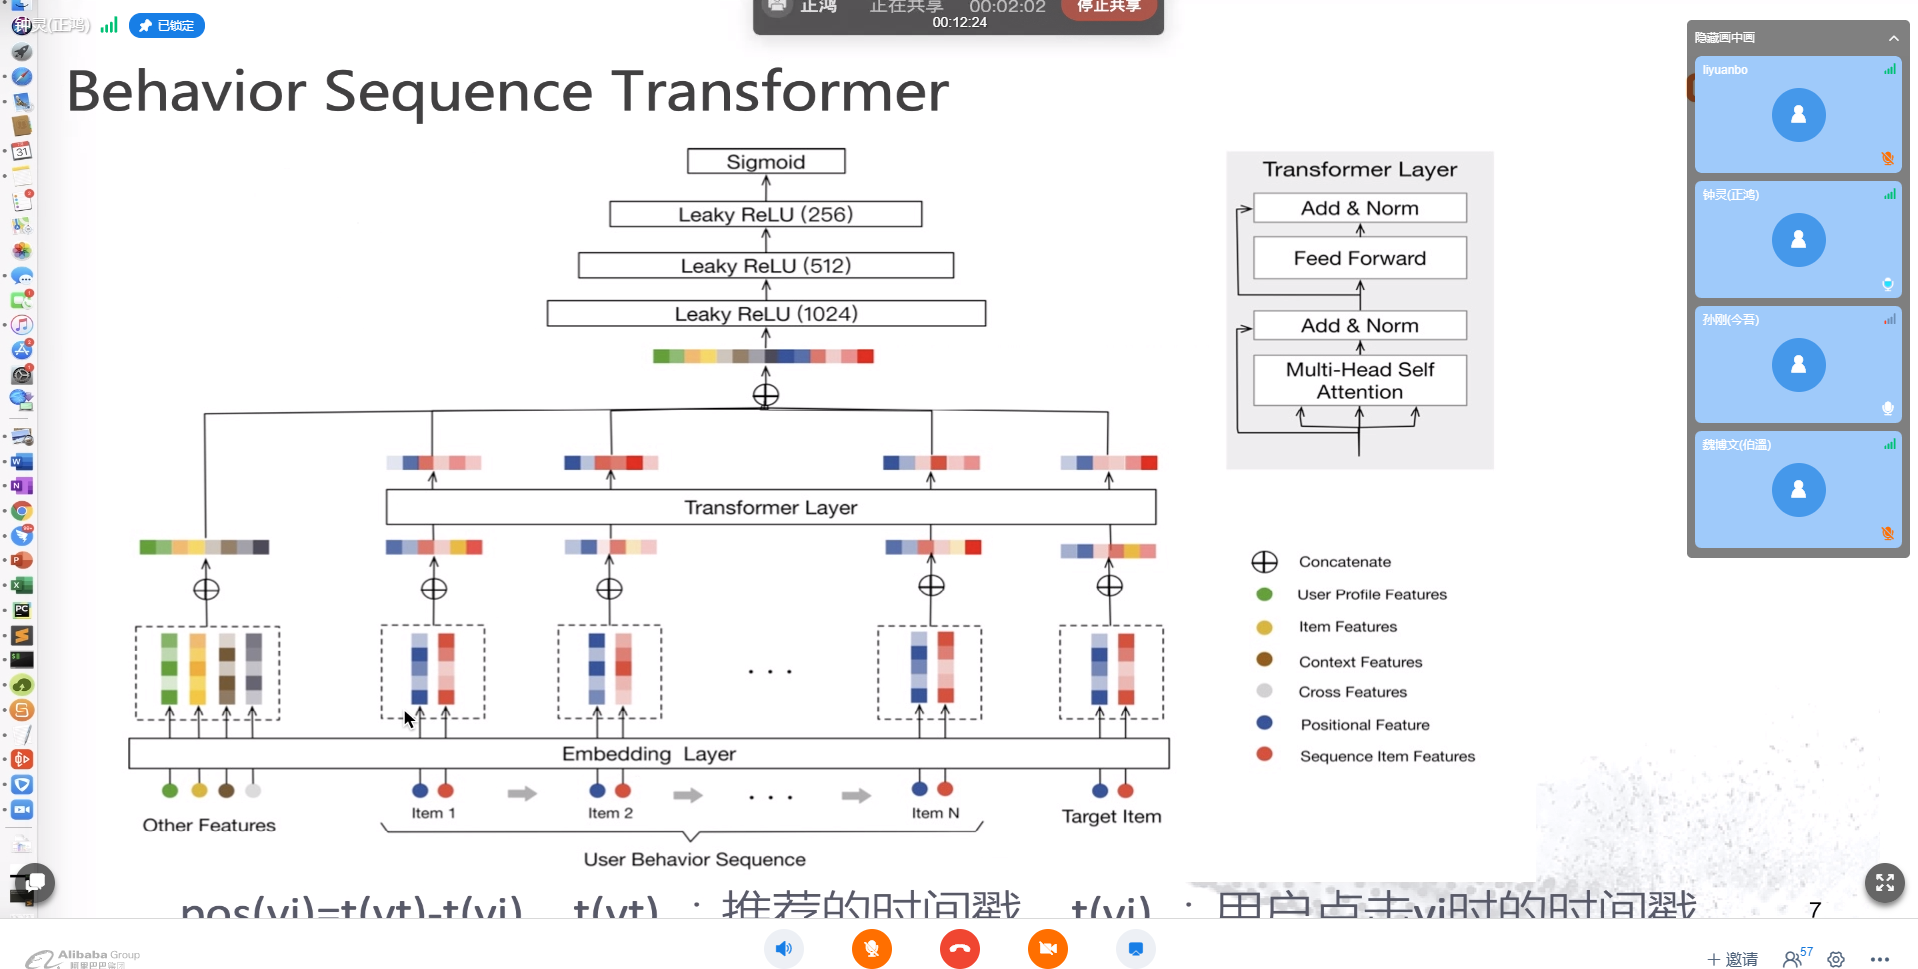 正鸿 正在共享 00:02:02 停止共享
00:12:24
钟灵(正鸿) 已锁定
Behavior Sequence Transformer
Sigmoid
Leaky ReLU (256)
Leaky ReLU (512)
Leaky ReLU (1024)
Transformer Layer
Embedding Layer
Item 1
Item 2
. . .
. . .
Item N
Other Features
Target Item
User Behavior Sequence
Transformer Layer
Add & Norm
Feed Forward
Add & Norm
Multi-Head Self
Attention
Concatenate
User Profile Features
Item Features
Context Features
Cross Features
Positional Feature
Sequence Item Features
pos(vi)=t(vt)-t(vi) t(vt) ：推荐的时间戳 t(vi) ：用户点击vi时的时间戳
7
隐藏画中画
liyuanbo
钟灵(正鸿)
孙刚(今吾)
魏博文(伯温)
Alibaba Group
阿里巴巴集团
邀请
57
31